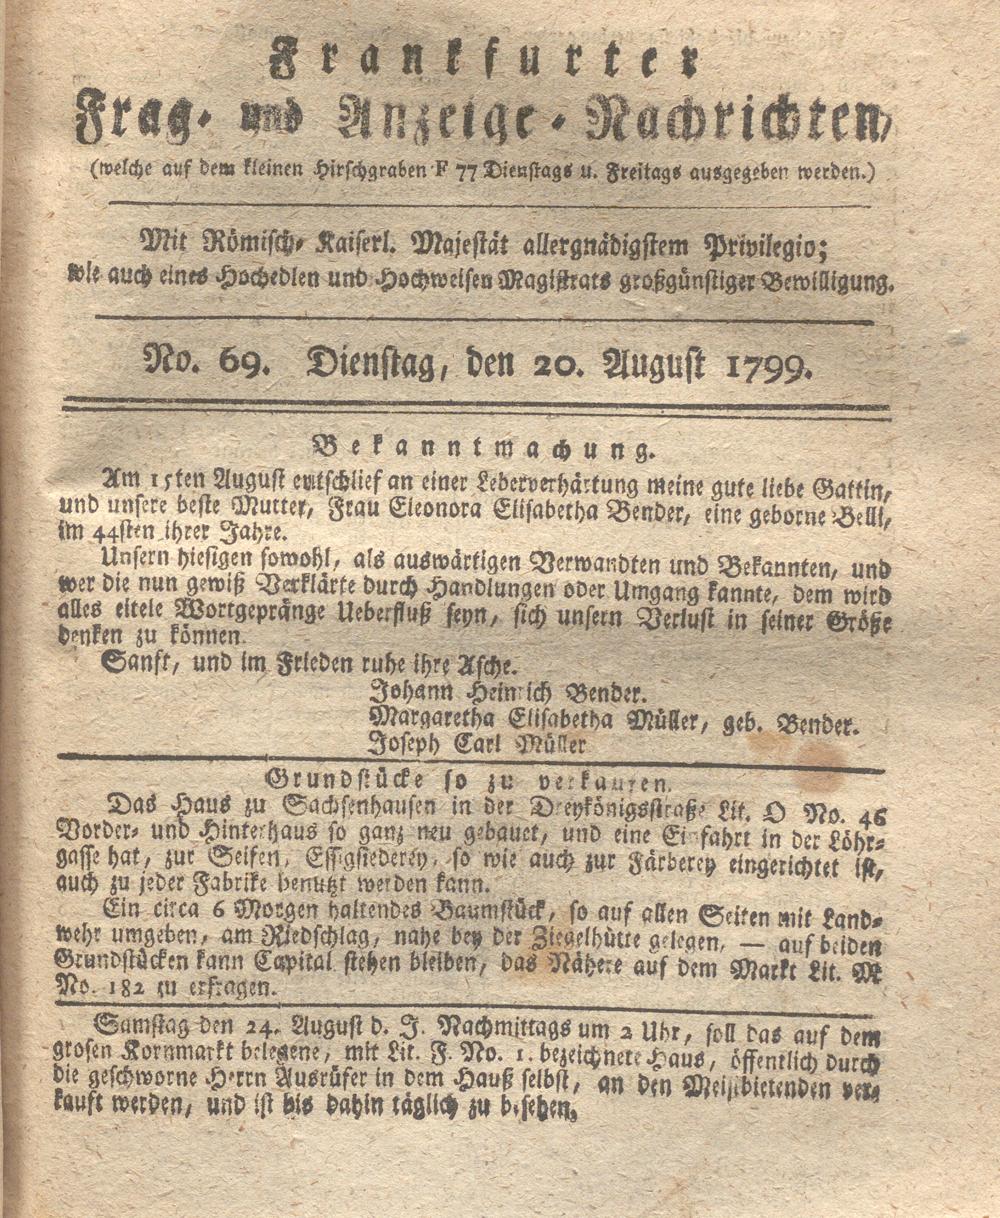 Frankfurter
Frag- und Anzeige-Nachrichten,
(welche auf dem kleinen Hirschgraben F 77 Dienstags u. Freitags ausgegeben werden.)
Mit Römisch-Kaiserl. Majestät allergnädigstem Privilegio;
wie auch eines Hochedlen und Hochweisen Magistrats großgünstiger Bewilligung.
No. 69. Dienstag, den 20. August 1799.
Bekanntmachung.
Am 15ten August entschlief an einer Leberverhärtung meine gute liebe Gattin,
und unsere beste Mutter, Frau Eleonora Elisabetha Bender, eine geborne Belli,
im 44sten ihrer Jahre.
Unsern hiesigen sowohl, als auswärtigen Verwandten und Bekannten, und
wer die nun gewiß Verklärte durch Handlungen oder Umgang kannte, dem wird
alles eitele Wortgepränge Ueberfluß seyn, sich unsern Verlust in seiner Größe
denken zu können.
Sanft, und im Frieden ruhe ihre Asche.
Johann Heinrich Bender.
Margaretha Elisabetha Müller, geb. Bender.
Joseph Carl Müller
Grundstücke so zu verkaufen.
Das Haus zu Sachsenhausen in der Dreykönigsstraße Lit. O No. 46
Vorder- und Hinterhaus so ganz neu gebauet, und eine Einfahrt in der Löhr-
gasse hat, zur Seifen, Essigsiederey, so wie auch zur Färberey eingerichtet ist,
auch zu jeder Fabrike benutzt werden kann.
Ein circa 6 Morgen haltendes Baumstück, so auf allen Seiten mit Land-
wehr umgeben, am Riedschlag, nahe bey der Ziegelhütte gelegen, — auf beiden
Grundstücken kann Capital stehen bleiben, das Nähere auf dem Markt Lit. M
No. 182 zu erfragen.
Samstag den 24. August d. J. Nachmittags um 2 Uhr, soll das auf dem
grosen Kornmarkt belegene, mit Lit. F. No. 1. bezeichnete Haus, öffentlich durch
die geschworne Herrn Ausrüfer in dem Hauß selbst, an den Meistbietenden ver-
kauft werden, und ist bis dahin täglich zu besehen.